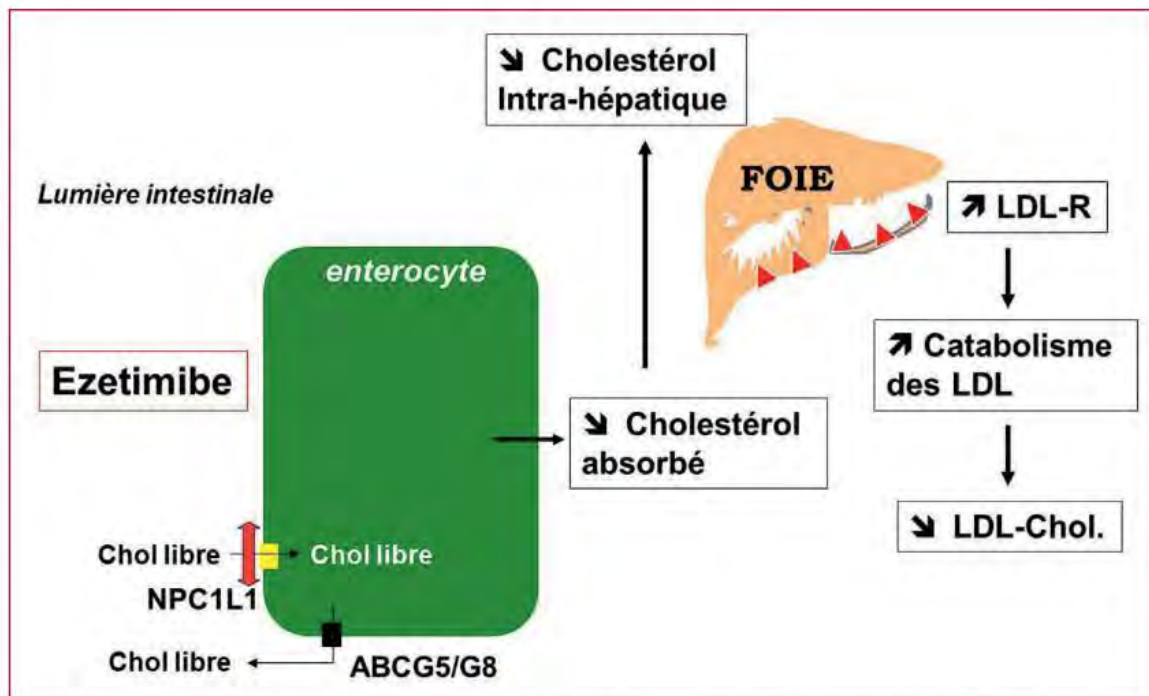 ↘ Cholestérol
Intra-hépatique
FOIE
Lumière intestinale
↗ LDL-R
enterocyte
Ezetimibe
↗ Catabolisme
des LDL
↘ Cholestérol
absorbé
↘ LDL-Chol.
Chol libre
Chol libre
NPC1L1
Chol libre
ABCG5/G8